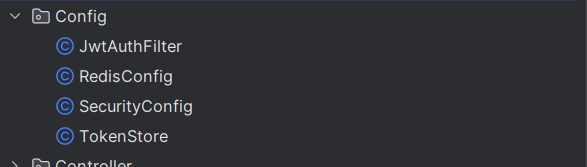 Config
JwtAuthFilter
RedisConfig
SecurityConfig
TokenStore
Controller